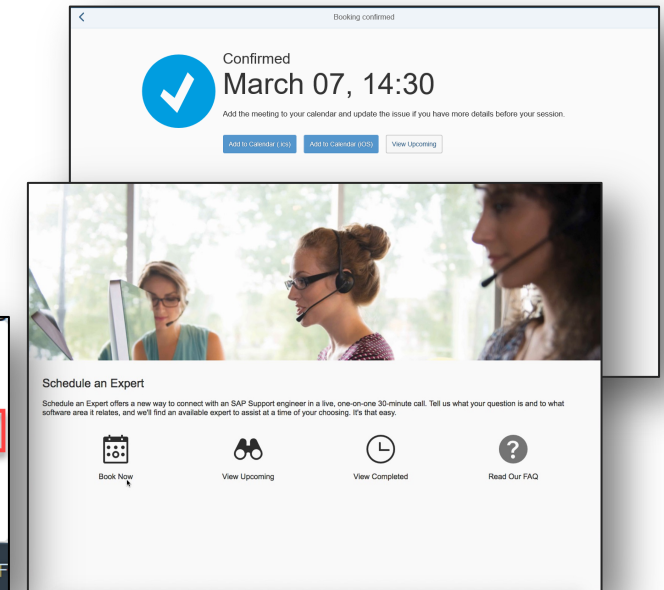 Booking confirmed
Confirmed
March 07, 14:30
Add the meeting to your calendar and update the issue if you have more details before your session.
Add to Calendar (.ics)
Add to Calendar (iOS)
View Upcoming
Schedule an Expert
Schedule an Expert offers a new way to connect with an SAP Support engineer in a live, one-on-one 30-minute call. Tell us what your question is and to what
software area it relates, and we'll find an available expert to assist at a time of your choosing. It's that easy.
Book Now
View Upcoming
View Completed
Read Our FAQ
F